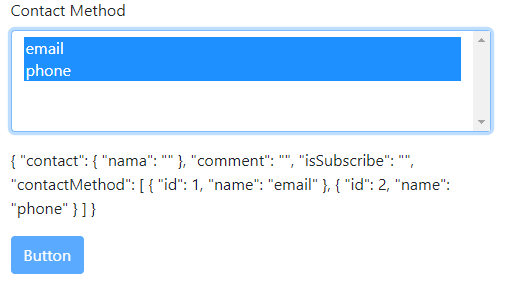 Contact Method
email
phone
{ "contact": { "nama": "" }, "comment": "", "isSubscribe": "",
"contactMethod": [ { "id": 1, "name": "email" }, { "id": 2, "name":
"phone" } ] }
Button